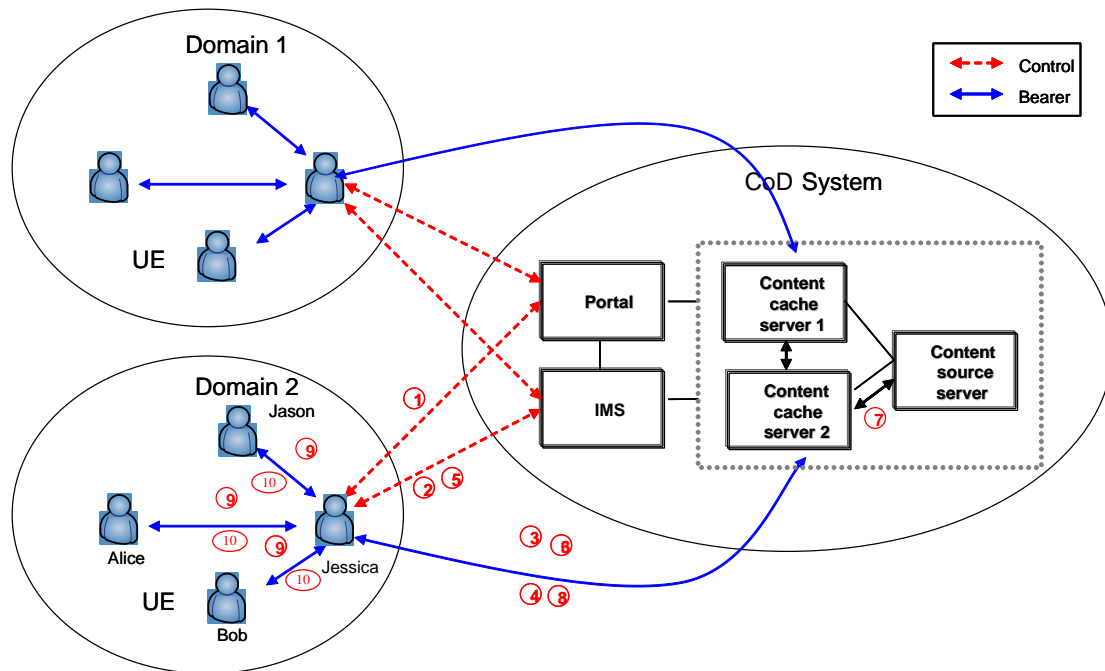 Domain 1
UE
Control
Bearer
CoD System
Portal
IMS
Content
cache
server 1
Content
cache
server 2
Content
source
server
7
Domain 2
Jason
9
10
9
Alice
10
9
10
Jessica
UE
Bob
1
2
5
3
6
4
8